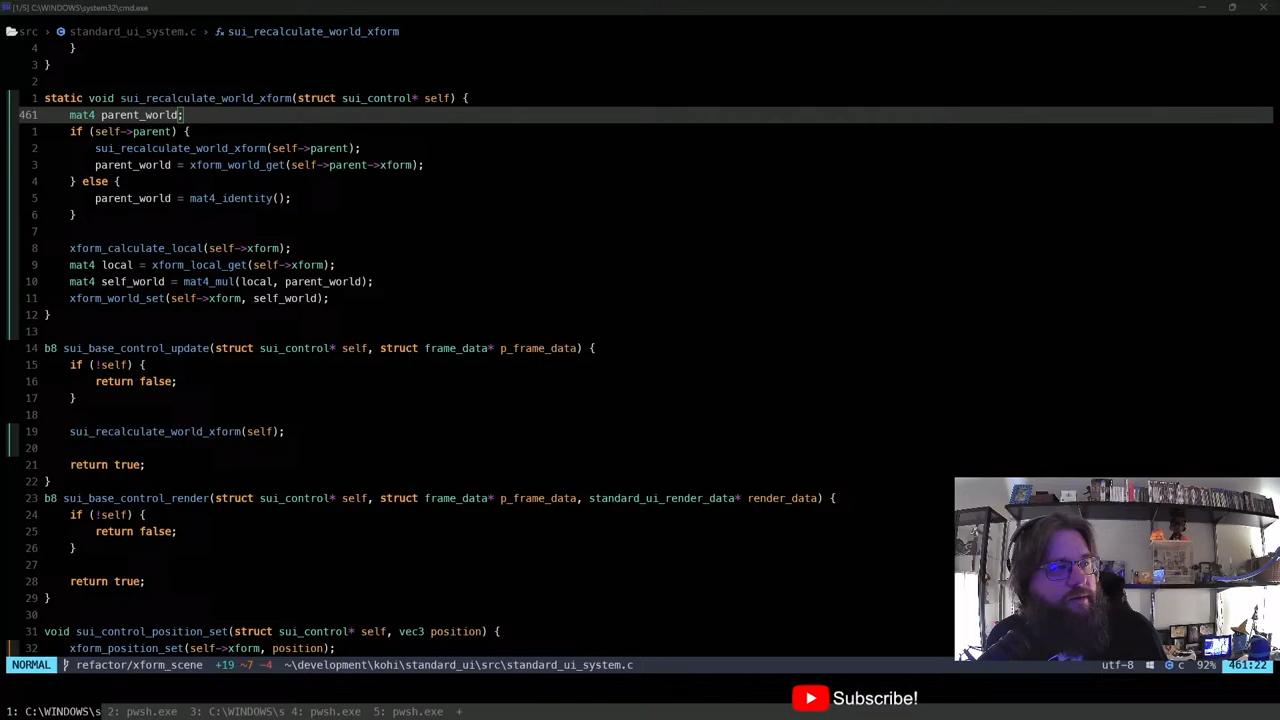 [1/5] C:\WINDOWS\system32\cmd.exe
src › standard_ui_system.c › fx sui_recalculate_world_xform
4         }
3     }
2
1 static void sui_recalculate_world_xform(struct sui_control* self) {
461     mat4 parent_world;
1     if (self->parent) {
2         sui_recalculate_world_xform(self->parent);
3         parent_world = xform_world_get(self->parent->xform);
4     } else {
5         parent_world = mat4_identity();
6     }
7
8     xform_calculate_local(self->xform);
9     mat4 local = xform_local_get(self->xform);
10     mat4 self_world = mat4_mul(local, parent_world);
11     xform_world_set(self->xform, self_world);
12 }
13
14 b8 sui_base_control_update(struct sui_control* self, struct frame_data* p_frame_data) {
15     if (!self) {
16         return false;
17     }
18
19     sui_recalculate_world_xform(self);
20
21     return true;
22 }
23 b8 sui_base_control_render(struct sui_control* self, struct frame_data* p_frame_data, standard_ui_render_data* render_data) {
24     if (!self) {
25         return false;
26     }
27
28     return true;
29 }
30
31 void sui_control_position_set(struct sui_control* self, vec3 position) {
32     xform_position_set(self->xform, position);
NORMAL refactor/xform_scene +19 ~7 −4 ~\development\kohi\standard_ui\src\standard_ui_system.c utf-8 c 92% 461:22
Subscribe!
1: C:\WINDOWS\s 2: pwsh.exe 3: C:\WINDOWS\s 4: pwsh.exe 5: pwsh.exe +